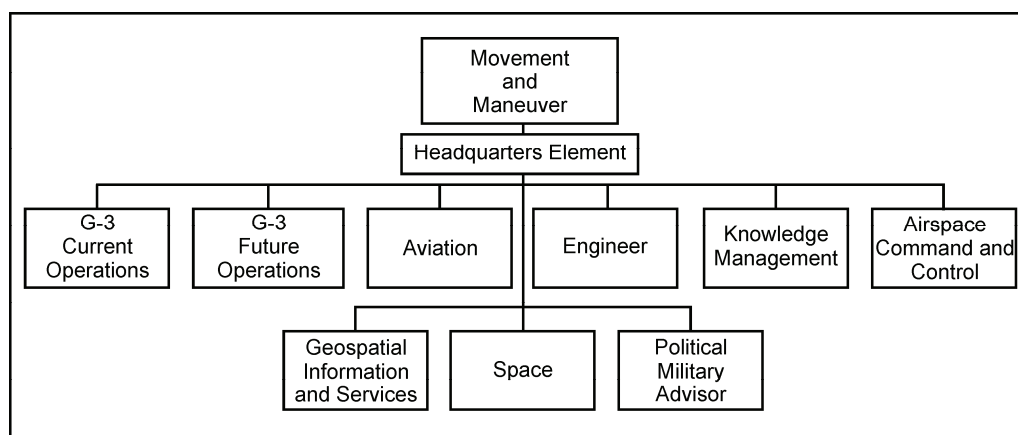 Movement
and
Maneuver
Headquarters Element
G-3
Current
Operations
G-3
Future
Operations
Aviation
Engineer
Knowledge
Management
Airspace
Command and
Control
Geospatial
Information
and Services
Space
Political
Military
Advisor